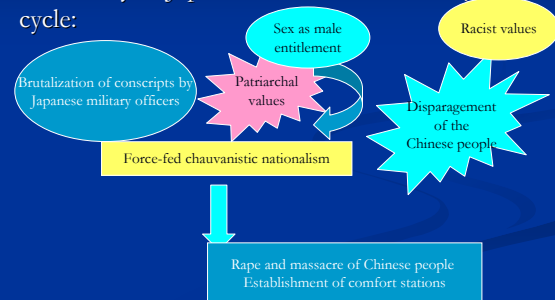 cycle:
Sex as male
entitlement
Racist values
Brutalization of conscripts by
Japanese military officers
Patriarchal
values
Disparagement
of the
Chinese people
Force-fed chauvanistic nationalism
Rape and massacre of Chinese people
Establishment of comfort stations